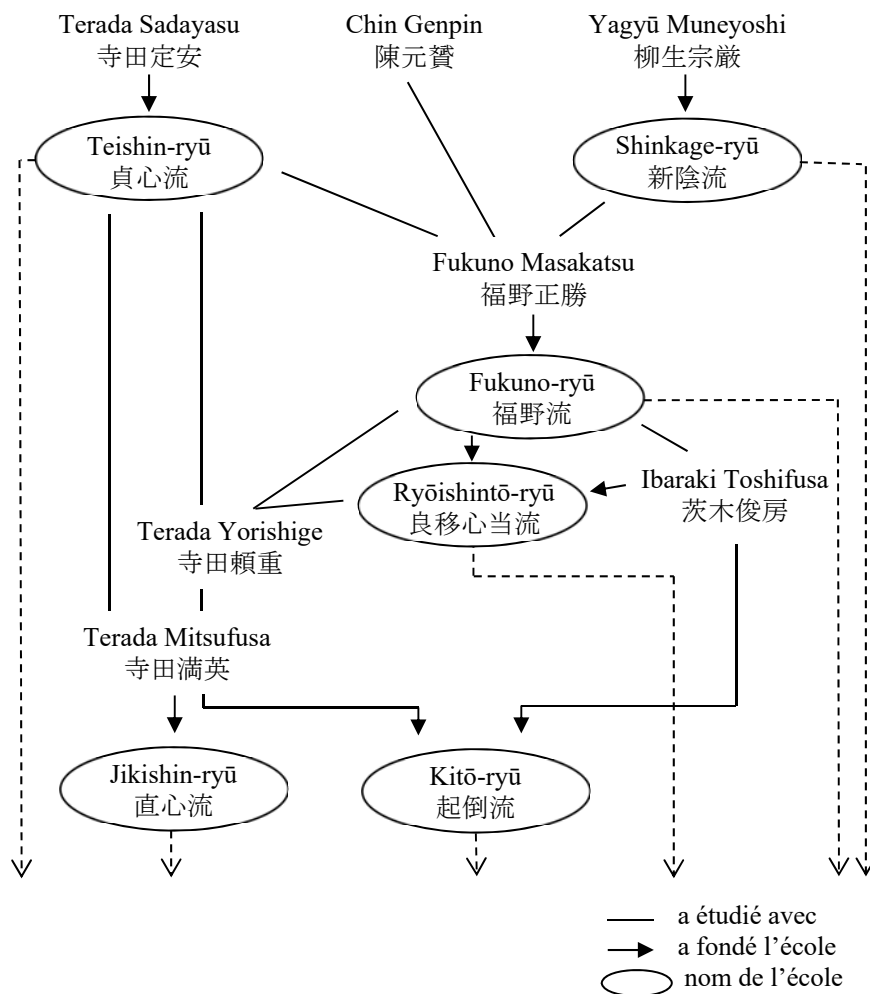 Terada Sadayasu
寺田定安
Chin Genpin
陳元贇
Yagyū Muneyoshi
柳生宗厳
Teishin-ryū
貞心流
Shinkage-ryū
新陰流
Fukuno Masakatsu
福野正勝
Fukuno-ryū
福野流
Ryōishintō-ryū
良移心当流
Ibaraki Toshifusa
茨木俊房
Terada Yorishige
寺田頼重
Terada Mitsufusa
寺田満英
Jikishin-ryū
直心流
Kitō-ryū
起倒流
a étudié avec
a fondé l’école
nom de l’école